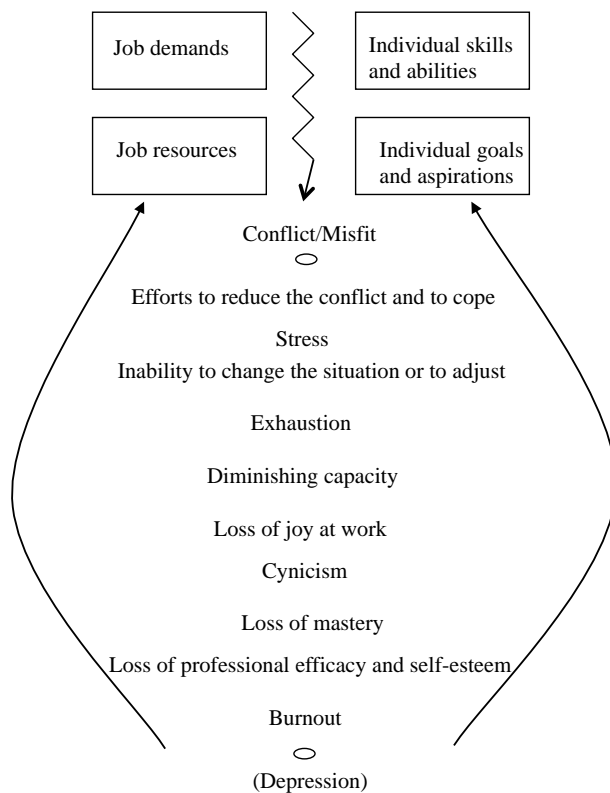 Job demands
Individual skills
and abilities
Job resources
Individual goals
and aspirations
Conflict/Misfit
Efforts to reduce the conflict and to cope
Stress
Inability to change the situation or to adjust
Exhaustion
Diminishing capacity
Loss of joy at work
Cynicism
Loss of mastery
Loss of professional efficacy and self-esteem
Burnout
(Depression)